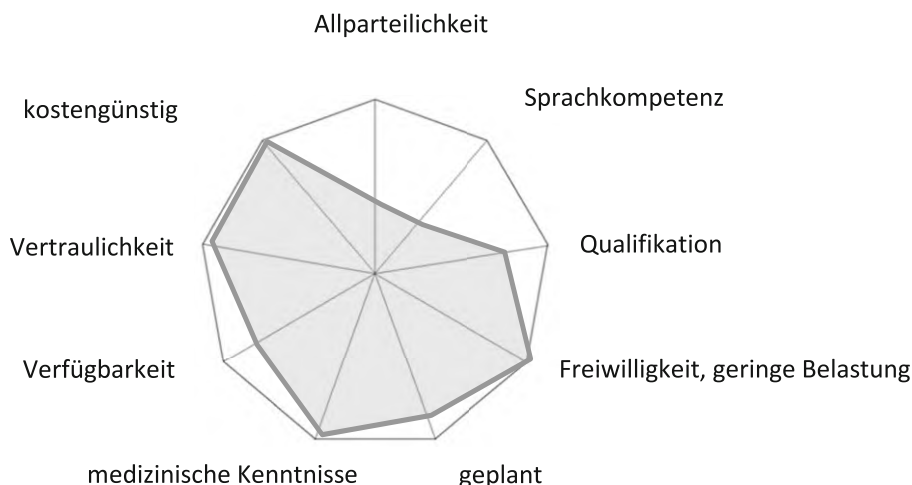 Allparteilichkeit
kostengünstig
Sprachkompetenz
Vertraulichkeit
Qualifikation
Verfügbarkeit
Freiwilligkeit, geringe Belastung
medizinische Kenntnisse
geplant